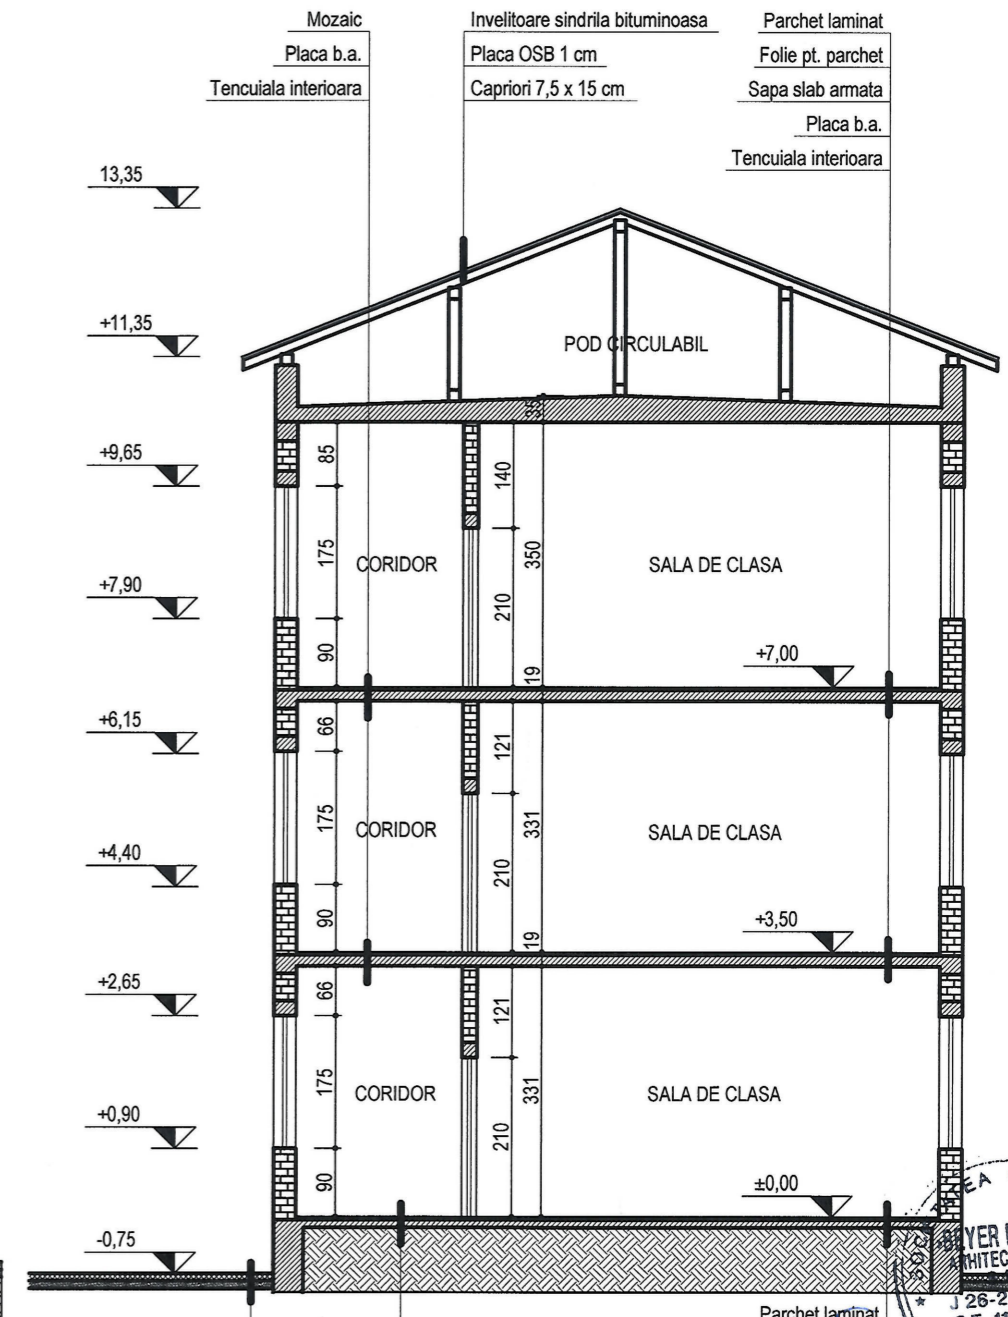 Mozaic
Placa b.a.
Tencuiala interioara
Invelitoare sindrila bituminoasa
Placa OSB 1 cm
Capriori 7,5 x 15 cm
Parchet laminat
Folie pt. parchet
Sapa slab armata
Placa b.a.
Tencuiala interioara
13,35
+11,35
POD CIRCULABIL
35
+9,65
85
140
175
CORIDOR
350
SALA DE CLASA
+7,90
210
90
19
+7,00
+6,15
66
121
175
CORIDOR
331
SALA DE CLASA
+4,40
210
90
19
+3,50
+2,65
66
121
175
CORIDOR
331
SALA DE CLASA
+0,90
210
90
±0,00
-0,75
BEYER
J 26-2
Parchet laminat